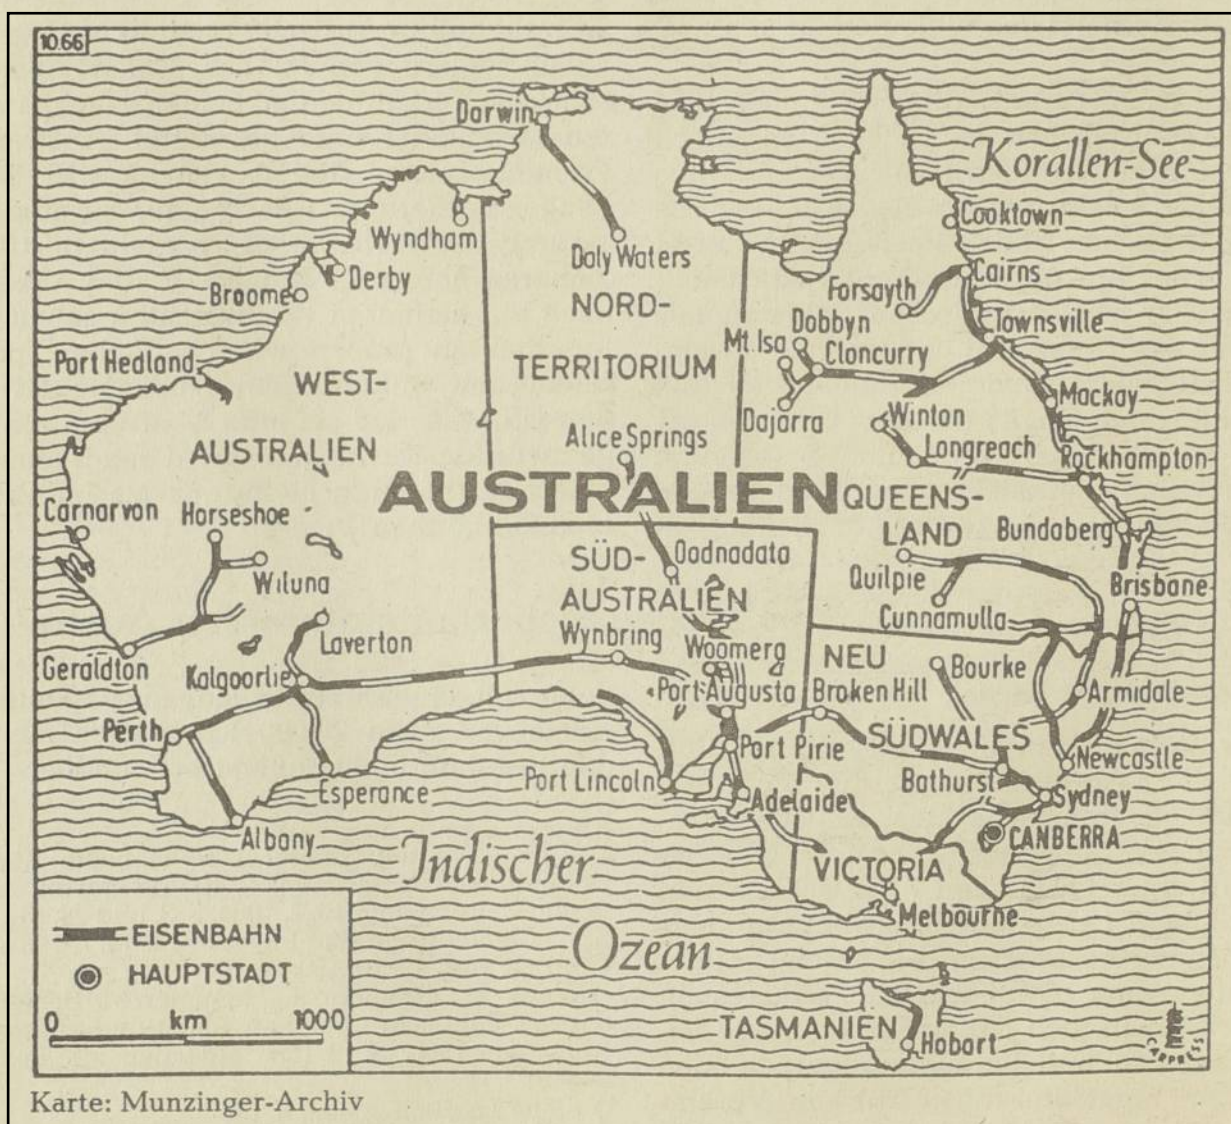 10.66
Darwin
Korallen-See
Cooktown
Wyndham
Daly Waters
Derby
Cairns
Broome
Forsayth
NORD-
Dobbyn
Townsville
Mt. Isa
Cloncurry
Port Hedland
WEST-
TERRITORIUM
Mackay
Dajarra
Winton
Alice Springs
Longreach
AUSTRALIEN
Rockhampton
AUSTRALIEN
QUEENS-
Carnarvon
Horseshoe
Bundaberg
LAND
Oodnadata
SÜD-
Wiluna
Quilpie
Brisbane
AUSTRALIEN
Cunnamulla
Wynbring
Laverton
Woomera
NEU
Bourke
Geraldton
Kalgoorlie
Port Augusta
Broken Hill
Armidale
Perth
SÜDWALES
Port Pirie
Newcastle
Port Lincoln
Bathurst
Esperance
Adelaide
Sydney
Albany
CANBERRA
Indischer
VICTORIA
Melbourne
EISENBAHN
Ozean
HAUPTSTADT
0 km 1000
TASMANIEN
Hobart
CARPRESS
Karte: Munzinger-Archiv